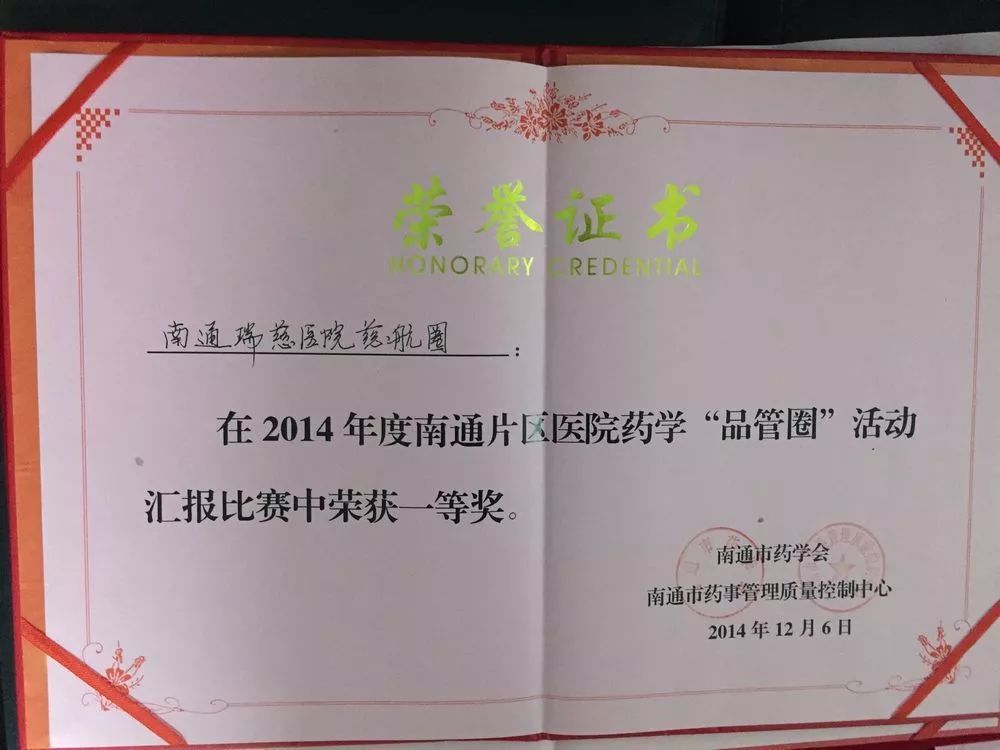 荣誉证书
HONORARY CREDENTIAL
南通瑞慈医院慈航圈：
在2014年度南通片区医院药学“品管圈”活动
汇报比赛中荣获一等奖。
南通市药学会
南通市药事管理质量控制中心
2014年12月6日